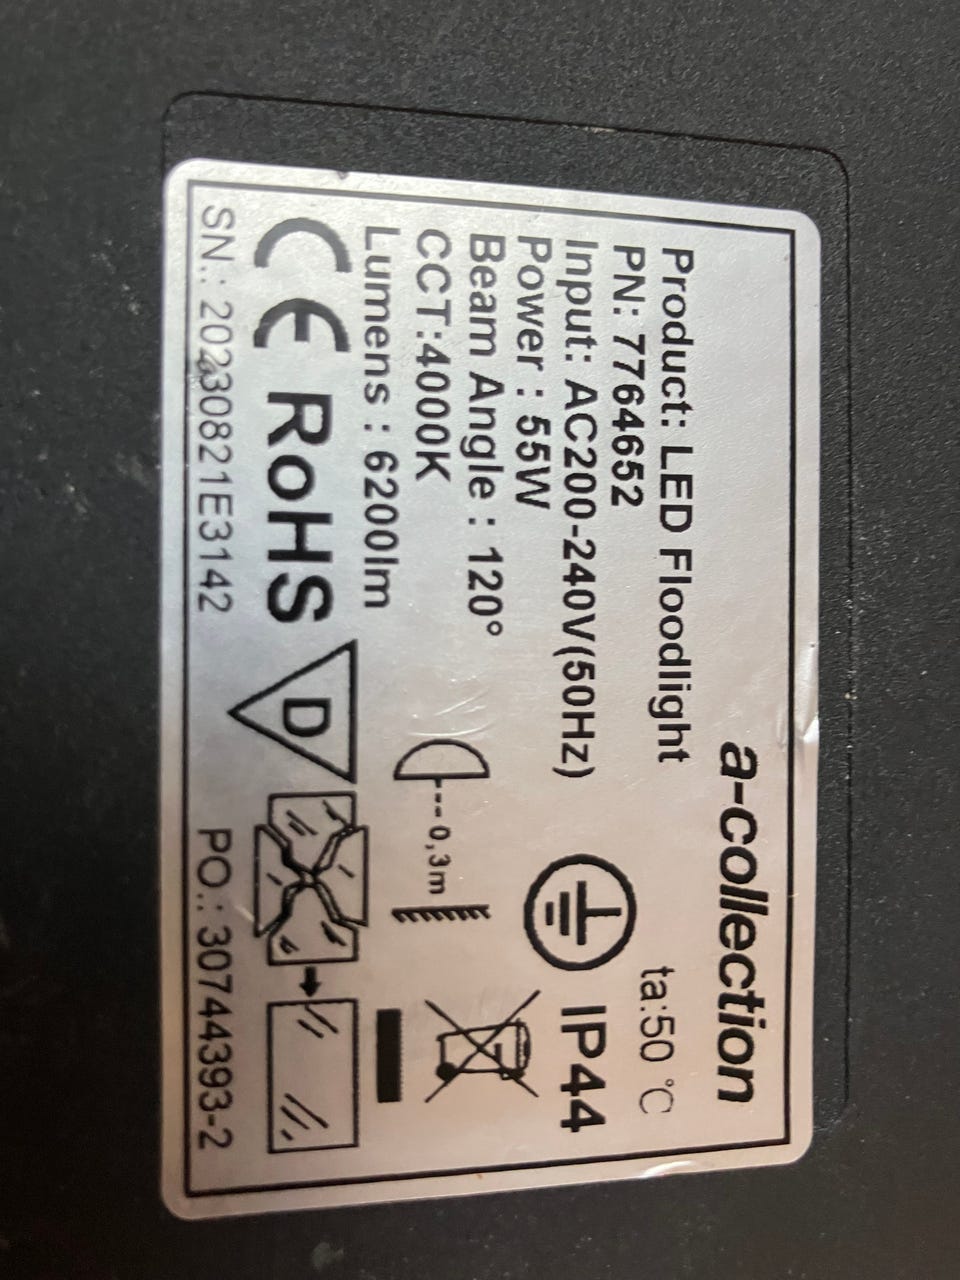 a-collection
Product: LED Floodlight
PN: 7764652
ta:50 °C
Input: AC200-240V(50Hz)
Power : 55W
IP44
Beam Angle : 120°
CCT:4000K
0,3m
Lumens : 6200lm
CE RoHS D
SN.: 20230821E3142
PO.: 30744393-2